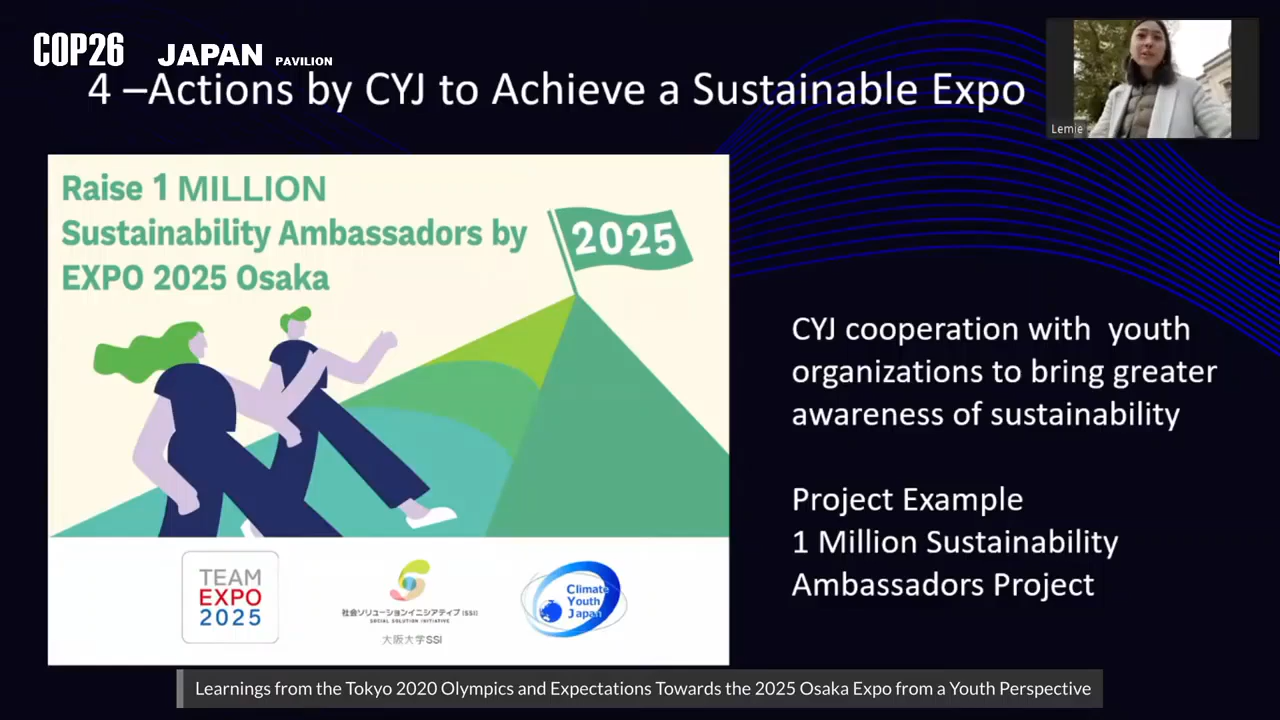 COP26 JAPAN PAVILION
4 –Actions by CYJ to Achieve a Sustainable Expo
Lemie
Raise 1 MILLION
Sustainability Ambassadors by
EXPO 2025 Osaka
2025
CYJ cooperation with youth
organizations to bring greater
awareness of sustainability
Project Example
1 Million Sustainability
Ambassadors Project
TEAM
EXPO
2025
社会ソリューションイニシアティブ [SSI]
SOCIAL SOLUTION INITIATIVE
大阪大学SSI
Climate
Youth
Japan
Learnings from the Tokyo 2020 Olympics and Expectations Towards the 2025 Osaka Expo from a Youth Perspective